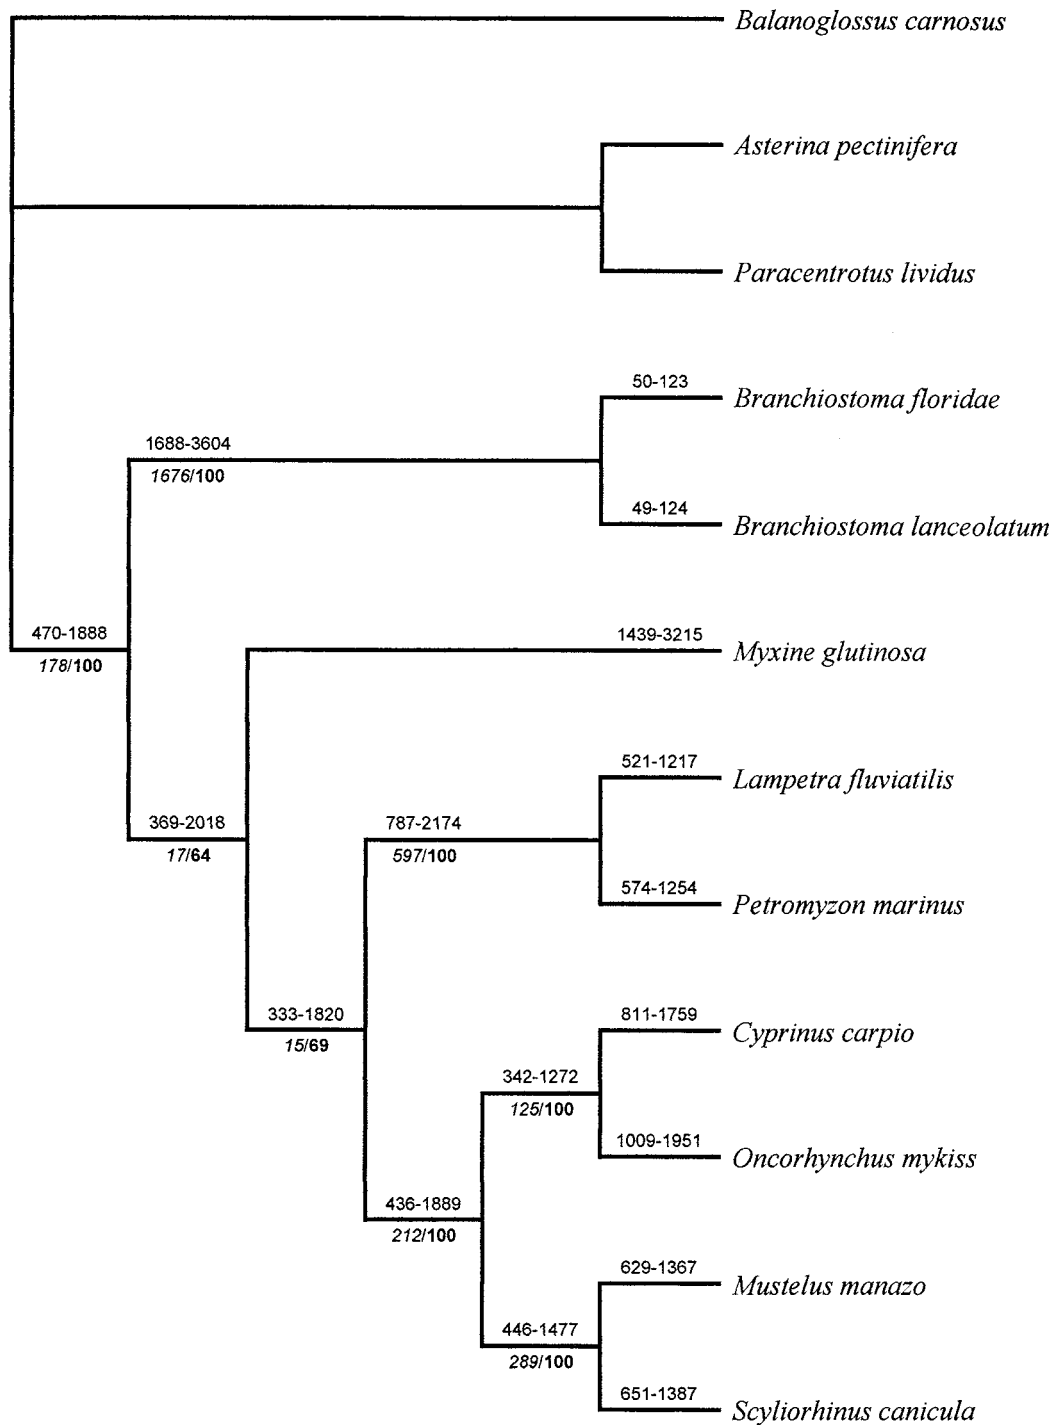 Balanoglossus carnosus
Asterina pectinifera
Paracentrotus lividus
50-123
Branchiostoma floridae
1688-3604
1676/100
49-124
Branchiostoma lanceolatum
470-1888
178/100
1439-3215
Myxine glutinosa
521-1217
Lampetra fluviatilis
369-2018
17/64
787-2174
597/100
574-1254
Petromyzon marinus
333-1820
15/69
811-1759
Cyprinus carpio
342-1272
125/100
1009-1951
Oncorhynchus mykiss
436-1889
212/100
629-1367
Mustelus manazo
446-1477
289/100
651-1387
Scyliorhinus canicula